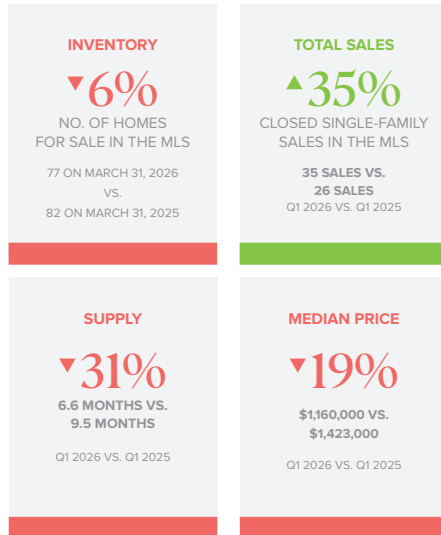 INVENTORY
▼6%
NO. OF HOMES
FOR SALE IN THE MLS
77 ON MARCH 31, 2026
VS.
82 ON MARCH 31, 2025
TOTAL SALES
▲35%
CLOSED SINGLE-FAMILY
SALES IN THE MLS
35 SALES VS.
26 SALES
Q1 2026 VS. Q1 2025
SUPPLY
▼31%
6.6 MONTHS VS.
9.5 MONTHS
Q1 2026 VS. Q1 2025
MEDIAN PRICE
▼19%
$1,160,000 VS.
$1,423,000
Q1 2026 VS. Q1 2025